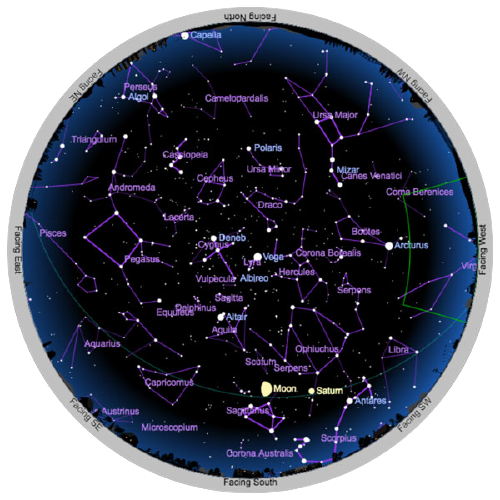 Facing North
Capella
Facing NE
Facing NW
Perseus
Algol
Camelopardalis
Ursa Major
Triangulum
Cassiopeia
Polaris
Ursa Minor
Mizar
Canes Venatici
Cepheus
Andromeda
Coma Berenices
Draco
Lacerta
Pisces
Deneb
Cygnus
Bootes
Arcturus
Facing East
Facing West
Pegasus
Vega
Lyra
Corona Borealis
Virg
Hercules
Vulpecula
Albireo
Serpens
Sagitta
Delphinus
Equuleus
Altair
Aquila
Aquarius
Ophiuchus
Libra
Scutum
Serpens
Capricornus
Moon
Saturn
Antares
Facing SE
Facing SW
Austrinus
Sagittarius
Microscopium
Scorpius
Corona Australis
Facing South